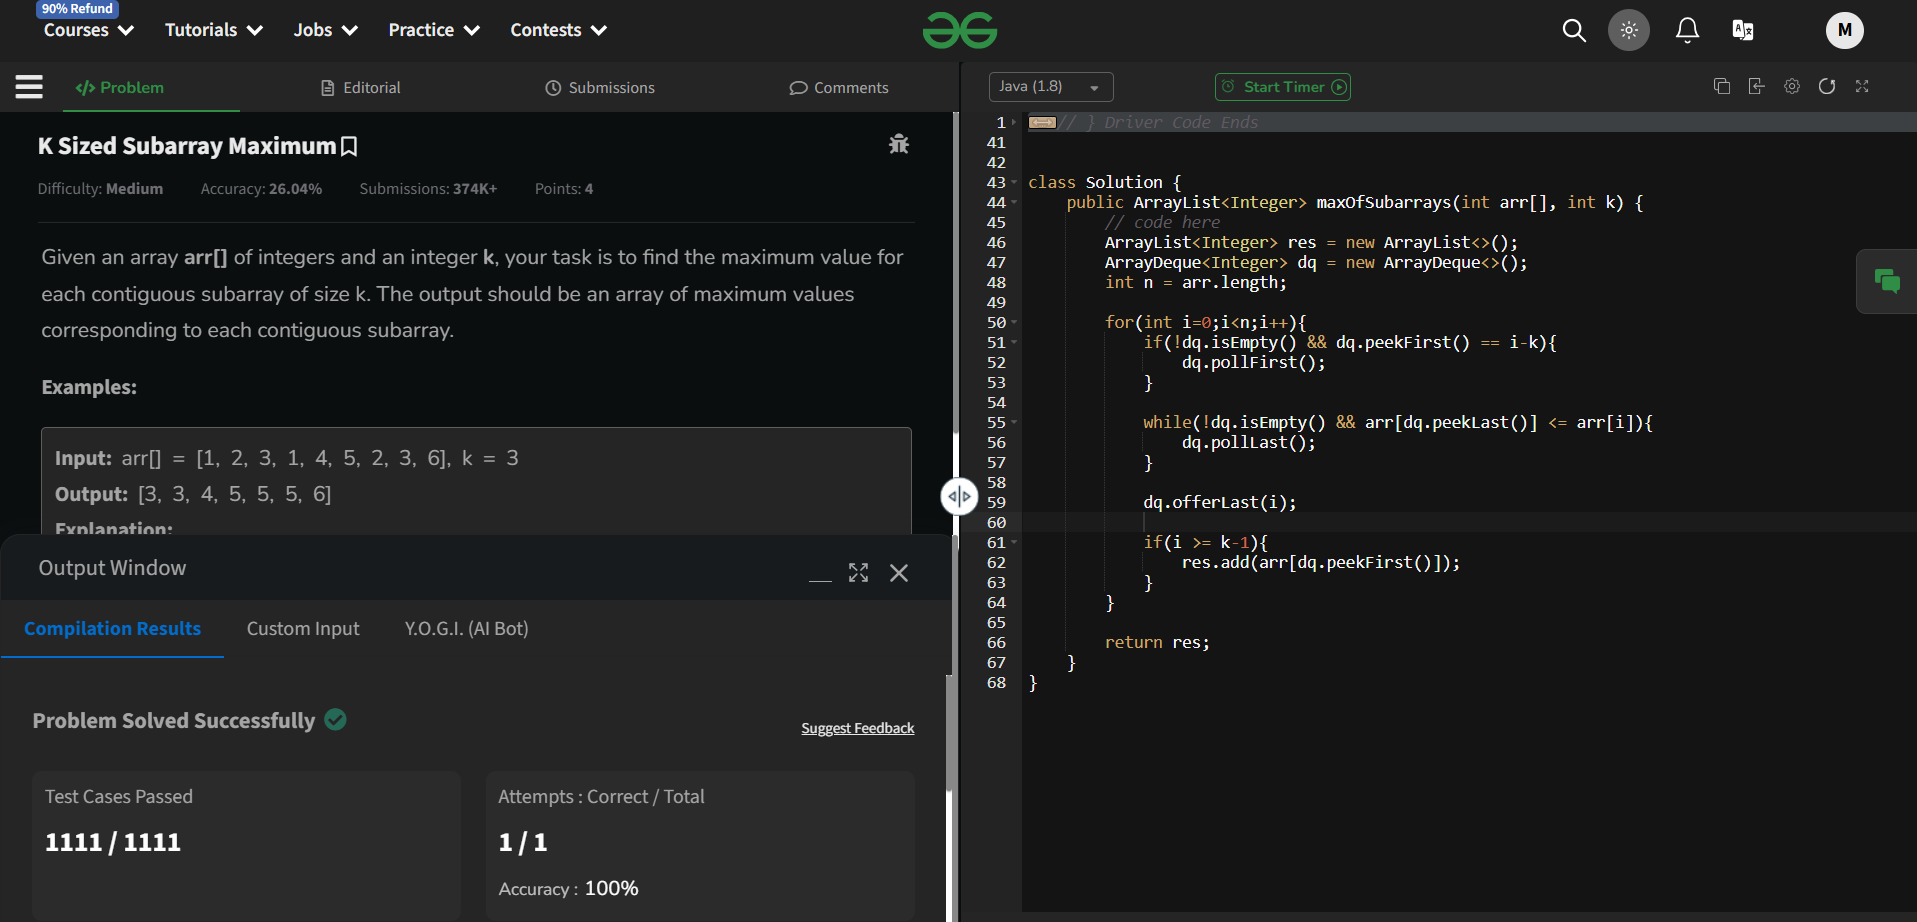 90% Refund
Courses Tutorials Jobs Practice Contests
M
Problem Editorial Submissions Comments
K Sized Subarray Maximum
Difficulty: Medium Accuracy: 26.04% Submissions: 374K+ Points: 4
Given an array arr[] of integers and an integer k, your task is to find the maximum value for
each contiguous subarray of size k. The output should be an array of maximum values
corresponding to each contiguous subarray.
Examples:
Input: arr[] = [1, 2, 3, 1, 4, 5, 2, 3, 6], k = 3
Output: [3, 3, 4, 5, 5, 5, 6]
Explanation:
Output Window
Compilation Results Custom Input Y.O.G.I. (AI Bot)
Problem Solved Successfully
Suggest Feedback
Test Cases Passed
1111 / 1111
Attempts : Correct / Total
1 / 1
Accuracy : 100%
Java (1.8) Start Timer
1 // } Driver Code Ends
41
42
43 class Solution {
44     public ArrayList<Integer> maxOfSubarrays(int arr[], int k) {
45         // code here
46         ArrayList<Integer> res = new ArrayList<>();
47         ArrayDeque<Integer> dq = new ArrayDeque<>();
48         int n = arr.length;
49
50         for(int i=0;i<n;i++){
51             if(!dq.isEmpty() && dq.peekFirst() == i-k){
52                 dq.pollFirst();
53             }
54
55             while(!dq.isEmpty() && arr[dq.peekLast()] <= arr[i]){
56                 dq.pollLast();
57             }
58
59             dq.offerLast(i);
60
61             if(i >= k-1){
62                 res.add(arr[dq.peekFirst()]);
63             }
64         }
65
66         return res;
67     }
68 }